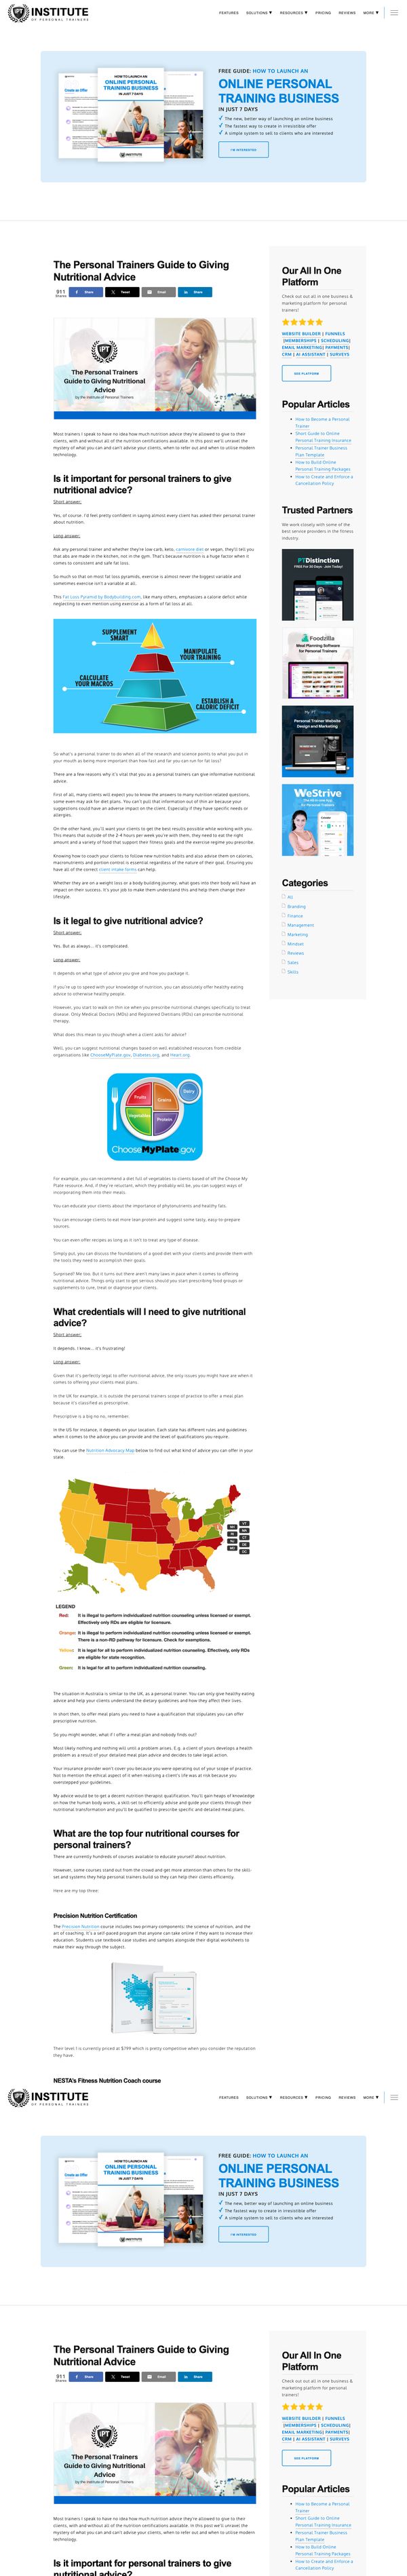 INSTITUTE
OF PERSONAL TRAINERS
FEATURES SOLUTIONS RESOURCES PRICING REVIEWS MORE
FREE GUIDE: HOW TO LAUNCH AN
ONLINE PERSONAL
TRAINING BUSINESS
IN JUST 7 DAYS
The new, better way of launching an online business
The fastest way to create in irresistible offer
A simple system to sell to clients who are interested
I'M INTERESTED
The Personal Trainers Guide to Giving
Nutritional Advice
911
Shares
Share
Tweet
Email
Share
The Personal Trainers
Guide to Giving Nutritional
Advice
by the Institute of Personal Trainers
Most trainers I speak to have no idea how much nutrition advice they're allowed to give to their
clients, and with almost all of the nutrition certifications available. In this post we'll unravel the
mystery of what you can and can't advise clients, when to refer out and when not to use modern
technology.
Is it important for personal trainers to give
nutritional advice?
Short answer:
Yes, of course. I'd feel pretty confident in saying almost every client has asked their personal trainer
about nutrition.
Long answer:
Ask any personal trainer and whether they're low carb, keto, carnivore diet or vegan, they'll tell you
that abs are made in the kitchen and not in the gym. That's because nutrition is a huge factor when it
comes to consistent and safe fat loss.
So much so that on most fat loss pyramids, exercise is almost never the biggest variable and
sometimes exercise isn't a variable at all.
This Fat Loss Pyramid by Bodybuilding.com, like many others, emphasizes a calorie deficit while
neglecting to even mention using exercise as a form of fat loss at all.
SUPPLEMENT
SMART
MANIPULATE
YOUR TRAINING
CALCULATE
YOUR MACROS
ESTABLISH A
CALORIC DEFICIT
So what's a personal trainer to do when all of the research and science points to what you put in
your mouth as being more important than how fast and far you can run for fat loss?
There are a few reasons why it's vital that you as a personal trainers can give informational nutritional
advice.
First of all, many clients will expect you to know the answers to many nutrition related questions,
some even may ask for diet plans. You can't put that information out of thin air because your
suggestions could have an adverse affect on the client. Especially if they have specific needs or
allergies.
On the other hand, you'll want your clients to get the best results possible while working with you.
This means that outside of the 2-4 hours per week you spend with them, they need to eat the right
amount and a variety of food that meet the physical demand and support their exercise prescription.
Knowing how to coach your clients to follow new nutrition habits and also advise them on calories,
macronutrients and portion control is essential regardless of your client's goal. Ensuring you
have all of the correct client intake forms can help.
Whether they are on a weight loss or a body building journey, what goes into their mouths will have an
impact on results. It's time to make sure you can help them reach their goals and help them change their
lifestyle.
Is it legal to give nutritional advice?
Short answer:
Yes. But as always... it's complicated.
Long answer:
It depends on what type of advice you give and how you package it.
If you're up to speed with your knowledge of nutrition, you can absolutely offer healthy eating
advice to otherwise healthy people.
However, you start to walk on thin ice when you prescribe nutritional changes specifically to treat
disease. Only Medical Doctors (MDs) and Registered Dietitians (RDs) can prescribe nutritional
therapy.
What does this mean to you though when a client asks for advice?
Well, you can suggest nutritional changes based on well established resources from credible
organisations like ChooseMyPlate.gov, Diabetes.org, and Heart.org.
Fruits
Grains
Vegetables
Protein
Dairy
ChooseMyPlate.gov
For example, you can recommend a diet full of vegetables to clients based of off the Choose My
Plate resource. And, if they're reluctant, which they probably will be, you can suggest ways of
incorporating them into their meals.
You can educate your clients about the importance of phytonutrients and healthy fats.
You can encourage clients to eat more lean protein and suggest some tasty, easy-to-prepare
sources.
You can even offer recipes as long as it isn't to treat any type of disease.
Simply put, you can discuss the foundations of a good diet with your clients and provide them with
the tools they need to accomplish their goals.
Surprised? Me too. But it turns out there aren't many laws in pace when it comes to offering
nutritional advice. Things only start to get serious should you start prescribing food groups or
supplements to cure, treat or diagnose your clients.
What credentials will I need to give nutritional
advice?
Short answer:
It depends. I know... it's frustrating!
Long answer:
Given that it's perfectly legal to offer nutritional advice, the only issues you might have are when it
comes to offering your clients meal plans.
In the UK for example, it is outside the personal trainers scope of practice to offer a meal plan
because it's classified as prescriptive.
Prescriptive is a big no no, remember.
In the US for instance, it depends on your location. Each state has different rules and guidelines
when it comes to the advice you can provide and the level of qualifications you require.
You can use the Nutrition Advocacy Map below to find out what kind of advice you can offer in your
state.
LEGEND
Red: It is illegal to perform individualized nutrition counseling unless licensed or exempt.
Effectively only RDs are eligible for licensure.
Orange: It is illegal to perform individualized nutrition counseling unless licensed or exempt.
There is a non-RD pathway for licensure. Check for exemptions.
Yellow: It is legal for all to perform individualized nutrition counseling. Effectively, only RDs
are eligible for state recognition.
Green: It is legal for all to perform individualized nutrition counseling.
The situation in Australia is similar to the UK, as a personal trainer. You can only give healthy eating
advice and help your clients understand the dietary guidelines and how they affect their lives.
In short then, to offer meal plans you need to have a qualification that stipulates you can offer
prescriptive nutrition.
So you might wonder, what if I offer a meal plan and nobody finds out?
Most likely nothing and nothing will until a problem arises. E.g. a client of yours develops a health
problem as a result of your detailed meal plan advice and decides to take legal action.
Your insurance provider won't cover you because you were operating out of your scope of practice.
Not to mention the ethical aspect of it when realizing a client's life was at risk because you
overstepped your guidelines.
My advice would be to get a decent nutrition therapist qualification. You'll gain heaps of knowledge
on how the human body works, a skill-set to efficiently advise and guide your clients through their
nutritional transformation and you'll be qualified to prescribe specific and detailed meal plans.
What are the top four nutritional courses for
personal trainers?
There are currently hundreds of courses available to educate yourself about nutrition.
However, some courses stand out from the crowd and get more attention than others for the skill-
set and systems they help personal trainers build so they can help their clients efficiently.
Here are my top three:
Precision Nutrition Certification
The Precision Nutrition course includes two primary components: the science of nutrition, and the
art of coaching. It's a self-paced program that anyone can take online if they want to increase their
education. Students use textbook case studies and samples alongside their digital worksheets to
make their way through the subject.
Their level 1 is currently priced at $799 which is pretty competitive when you consider the reputation
they have.
NESTA's Fitness Nutrition Coach course
Our All In One
Platform
Check out out all in one business &
marketing platform for personal
trainers!
WEBSITE BUILDER | FUNNELS
|MEMBERSHIPS | SCHEDULING|
EMAIL MARKETING| PAYMENTS|
CRM | AI ASSISTANT | SURVEYS
SEE PLATFORM
Popular Articles
How to Become a Personal
Trainer
Short Guide to Online
Personal Training Insurance
Personal Trainer Business
Plan Template
How to Build Online
Personal Training Packages
How to Create and Enforce a
Cancellation Policy
Trusted Partners
We work closely with some of the
best service providers in the fitness
industry.
PTDistinction
FREE For 30 Days - Join Today!
Foodzilla
Meal Planning Software
for Personal Trainers
Personal Trainer Website
Design and Marketing
WeStrive
The all-in-one app
for Personal Trainers
Categories
All
Branding
Finance
Management
Marketing
Mindset
Reviews
Sales
Skills
INSTITUTE
OF PERSONAL TRAINERS
FEATURES SOLUTIONS RESOURCES PRICING REVIEWS MORE
FREE GUIDE: HOW TO LAUNCH AN
ONLINE PERSONAL
TRAINING BUSINESS
IN JUST 7 DAYS
The new, better way of launching an online business
The fastest way to create in irresistible offer
A simple system to sell to clients who are interested
I'M INTERESTED
The Personal Trainers Guide to Giving
Nutritional Advice
911
Shares
Share
Tweet
Email
Share
The Personal Trainers
Guide to Giving Nutritional
Advice
by the Institute of Personal Trainers
Most trainers I speak to have no idea how much nutrition advice they're allowed to give to their
clients, and with almost all of the nutrition certifications available. In this post we'll unravel the
mystery of what you can and can't advise clients, when to refer out and when not to use modern
technology.
Is it important for personal trainers to give
nutritional advice?
Our All In One
Platform
Check out out all in one business &
marketing platform for personal
trainers!
WEBSITE BUILDER | FUNNELS
|MEMBERSHIPS | SCHEDULING|
EMAIL MARKETING| PAYMENTS|
CRM | AI ASSISTANT | SURVEYS
SEE PLATFORM
Popular Articles
How to Become a Personal
Trainer
Short Guide to Online
Personal Training Insurance
Personal Trainer Business
Plan Template
How to Build Online
Personal Training Packages
How to Create and Enforce a
Cancellation Policy